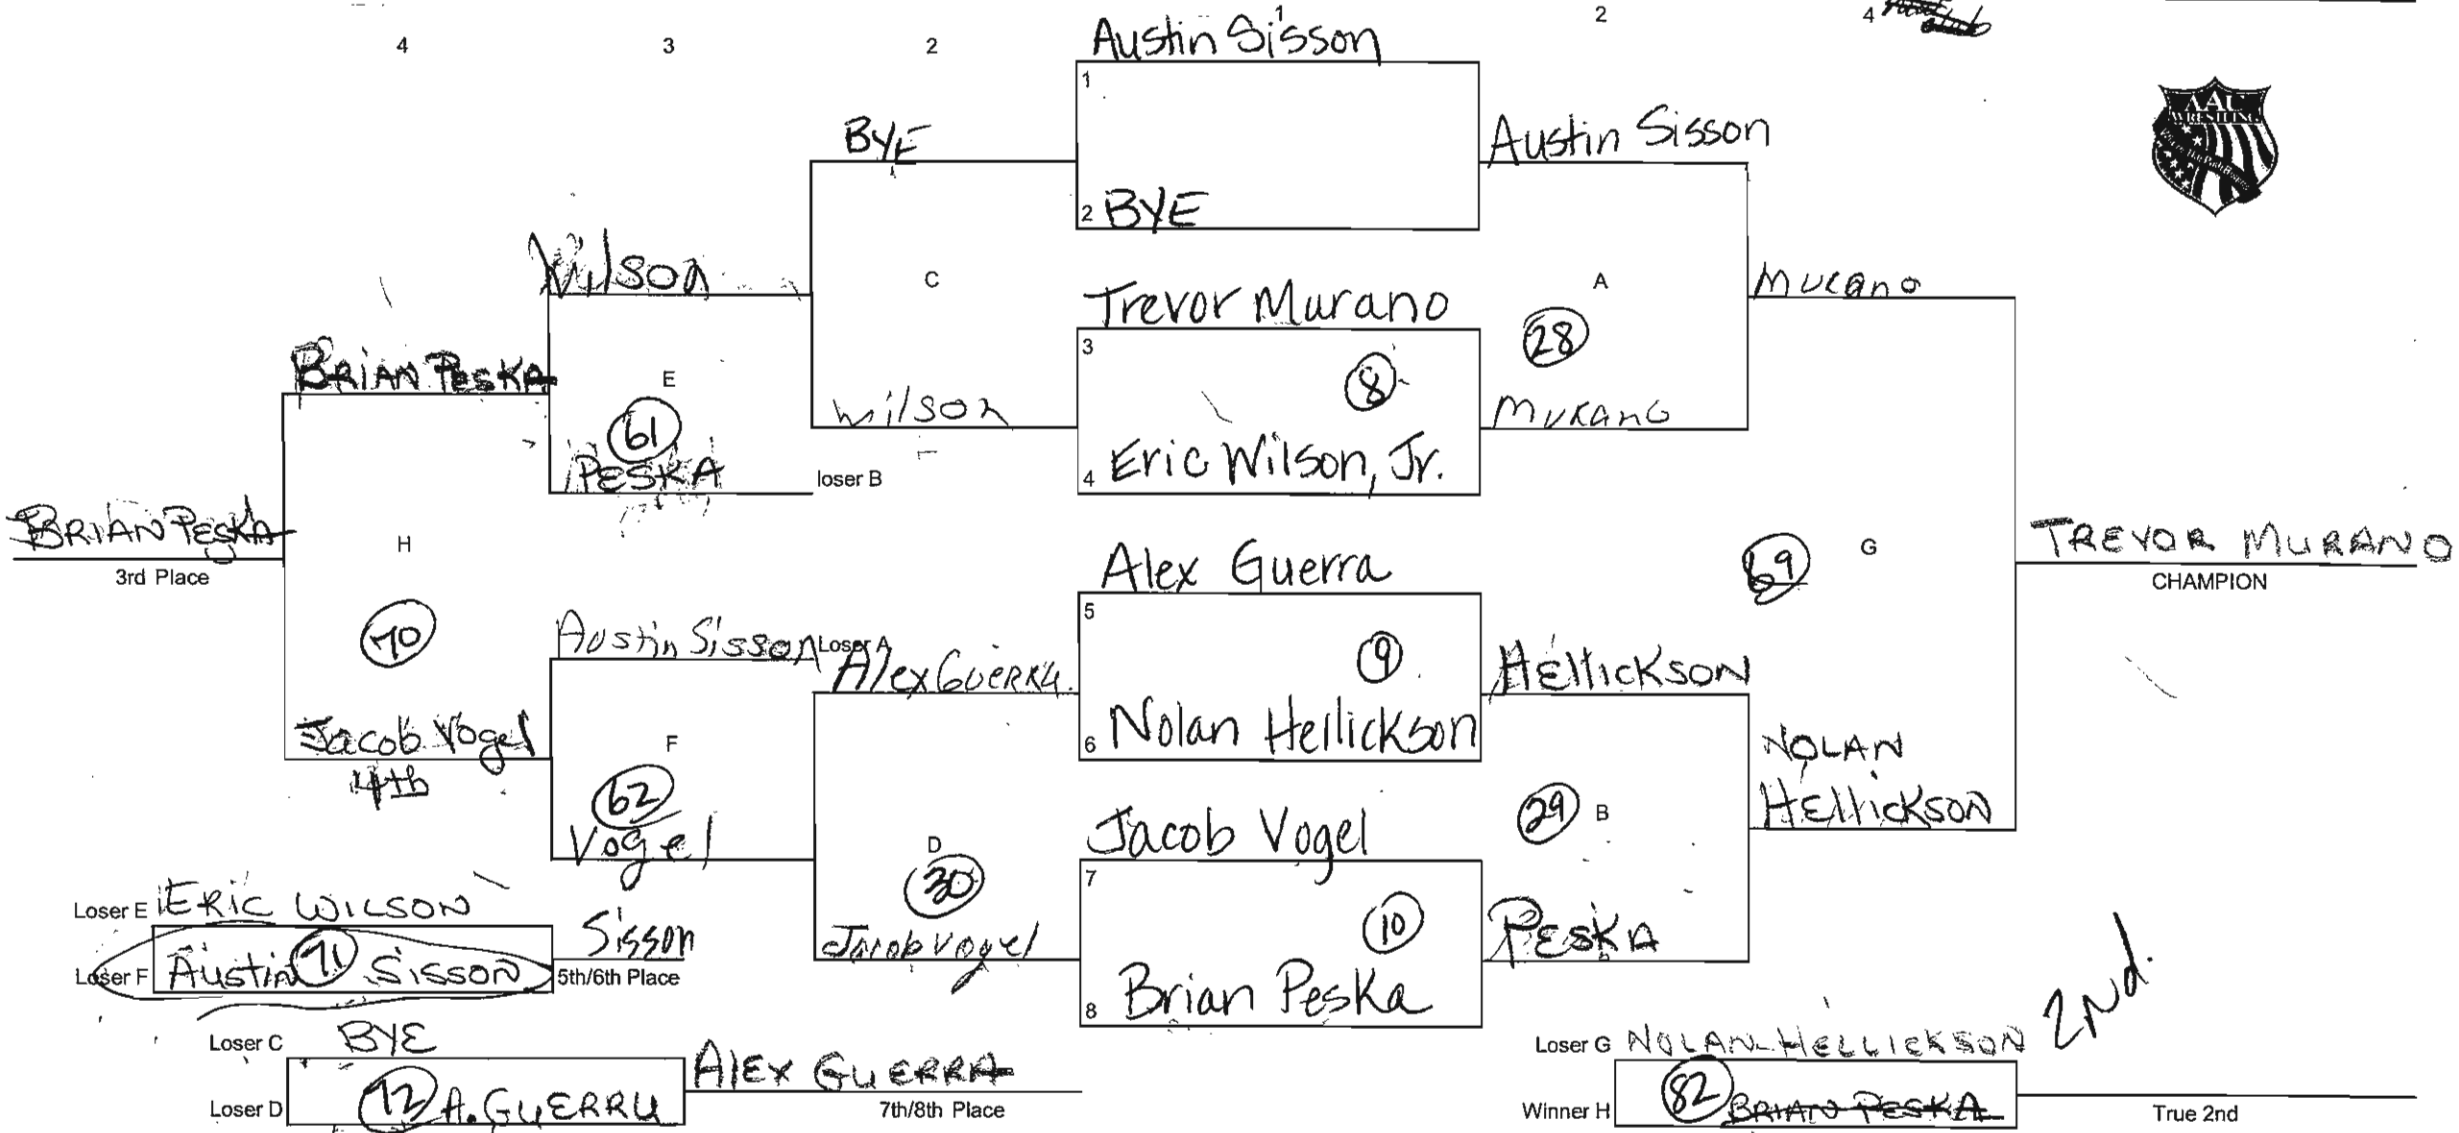 4
3
2
1
2
4
Austin Sisson
1
BYE
Austin Sisson
2 BYE
AAU
WRESTLING
Wilson
C
Trevor Murano
A
Murano
3
8
28
BRIAN PESKA
E
61
Wilson
MURANO
PESKA
loser B
4 Eric Wilson, Jr.
BRIAN PESKA
3rd Place
H
Alex Guerra
69
G
TREVOR MURANO
CHAMPION
5
9
70
Austin Sisson
Loser A
Alex GUERRA
HEllICKSON
6 Nolan Hellickson
Jacob Vogel
4th
F
62
NOLAN
HEllICKSON
29
B
Vogel
D
30
Jacob Vogel
7
10
Loser E ERIC WILSON
Sisson
Jacob Vogel
PESKA
Loser F AUSTIN 71 SISSON
5th/6th Place
8 Brian Peska
2Nd.
Loser C BYE
Loser D 72 A. GUERRA
ALEX GUERRA
7th/8th Place
Loser G NOLAN HELLICKSON
Winner H 82 BRIAN PESKA
True 2nd